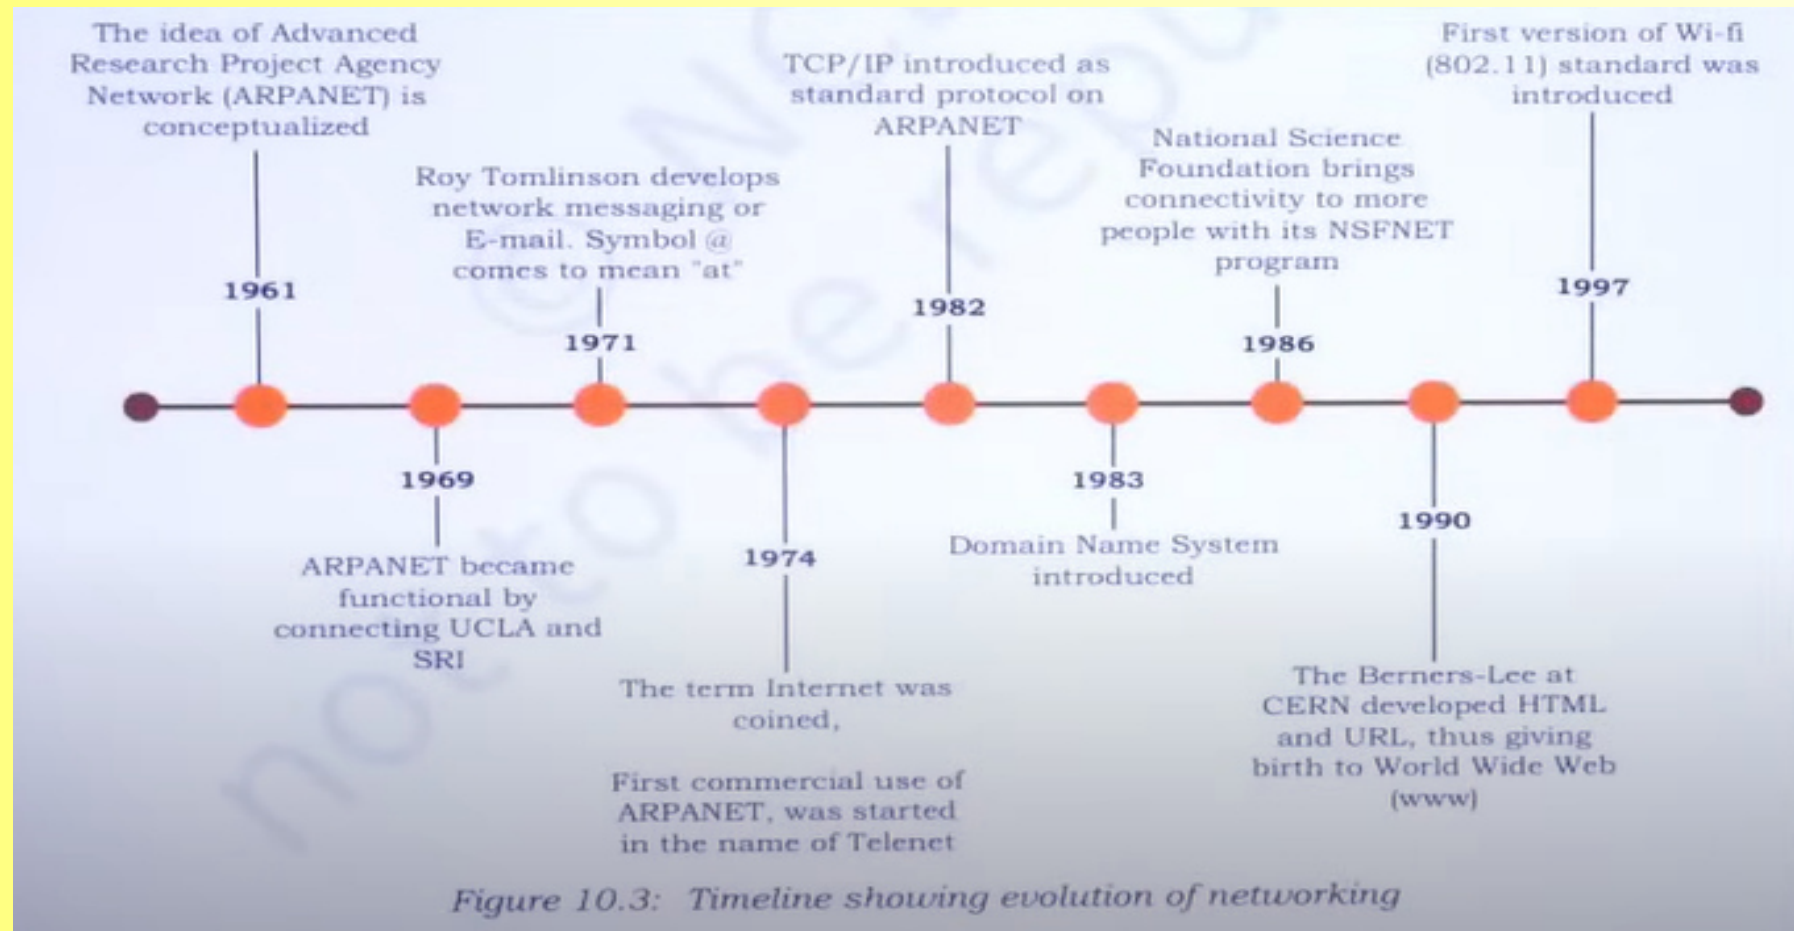 The idea of Advanced
Research Project Agency
Network (ARPANET) is
conceptualized
1961
ARPANET became
functional by
connecting UCLA and
SRI
1969
Roy Tomlinson develops
network messaging or
E-mail. Symbol @
comes to mean "at"
1971
1974
The term Internet was
coined,
First commercial use of
ARPANET, was started
in the name of Telenet
TCP/IP introduced as
standard protocol on
ARPANET
1982
1983
Domain Name System
introduced
National Science
Foundation brings
connectivity to more
people with its NSFNET
program
1986
1990
The Berners-Lee at
CERN developed HTML
and URL, thus giving
birth to World Wide Web
(www)
First version of Wi-fi
(802.11) standard was
introduced
1997
Figure 10.3: Timeline showing evolution of networking
not to be repu
© NC